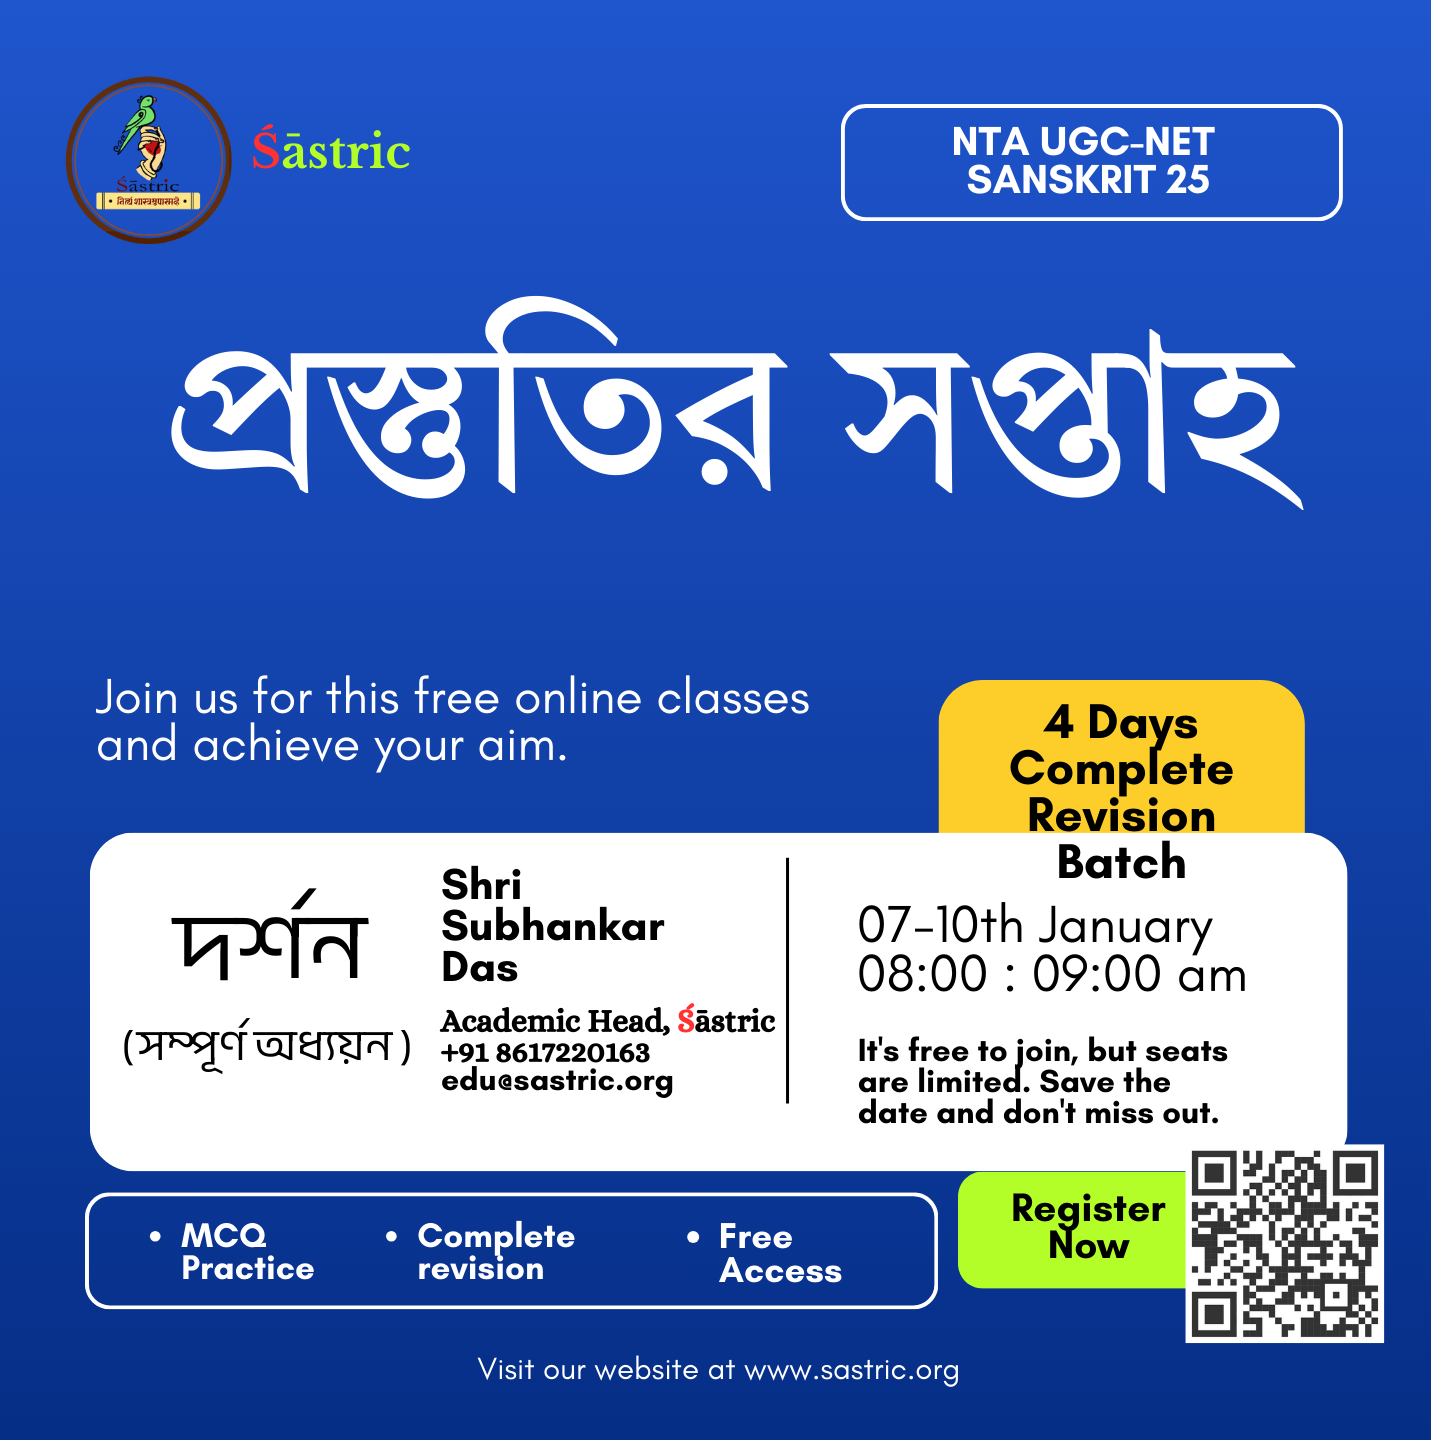 Śāstric
Śāstric
NTA UGC-NET
SANSKRIT 25
প্রস্তুতির সপ্তাহ
Join us for this free online classes
and achieve your aim.
4 Days
Complete
Revision
Batch
দর্শন
(সম্পূর্ণ অধ্যয়ন )
Shri
Subhankar
Das
Academic Head, Śāstric
+91 8617220163
edu@sastric.org
07-10th January
08:00 : 09:00 am
It's free to join, but seats
are limited. Save the
date and don't miss out.
• MCQ
Practice
• Complete
revision
• Free
Access
Register
Now
Visit our website at www.sastric.org